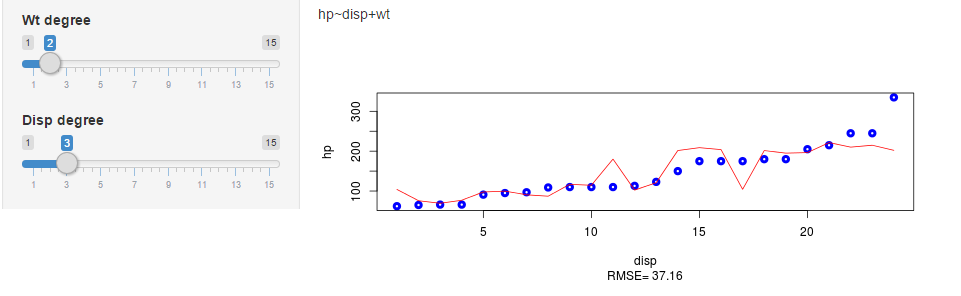 Wt degree
1 2 15
1 3 5 7 9 11 13 15
Disp degree
1 3 15
1 3 5 7 9 11 13 15
hp~disp+wt
hp
300
200
100
5 10 15 20
disp
RMSE= 37.16